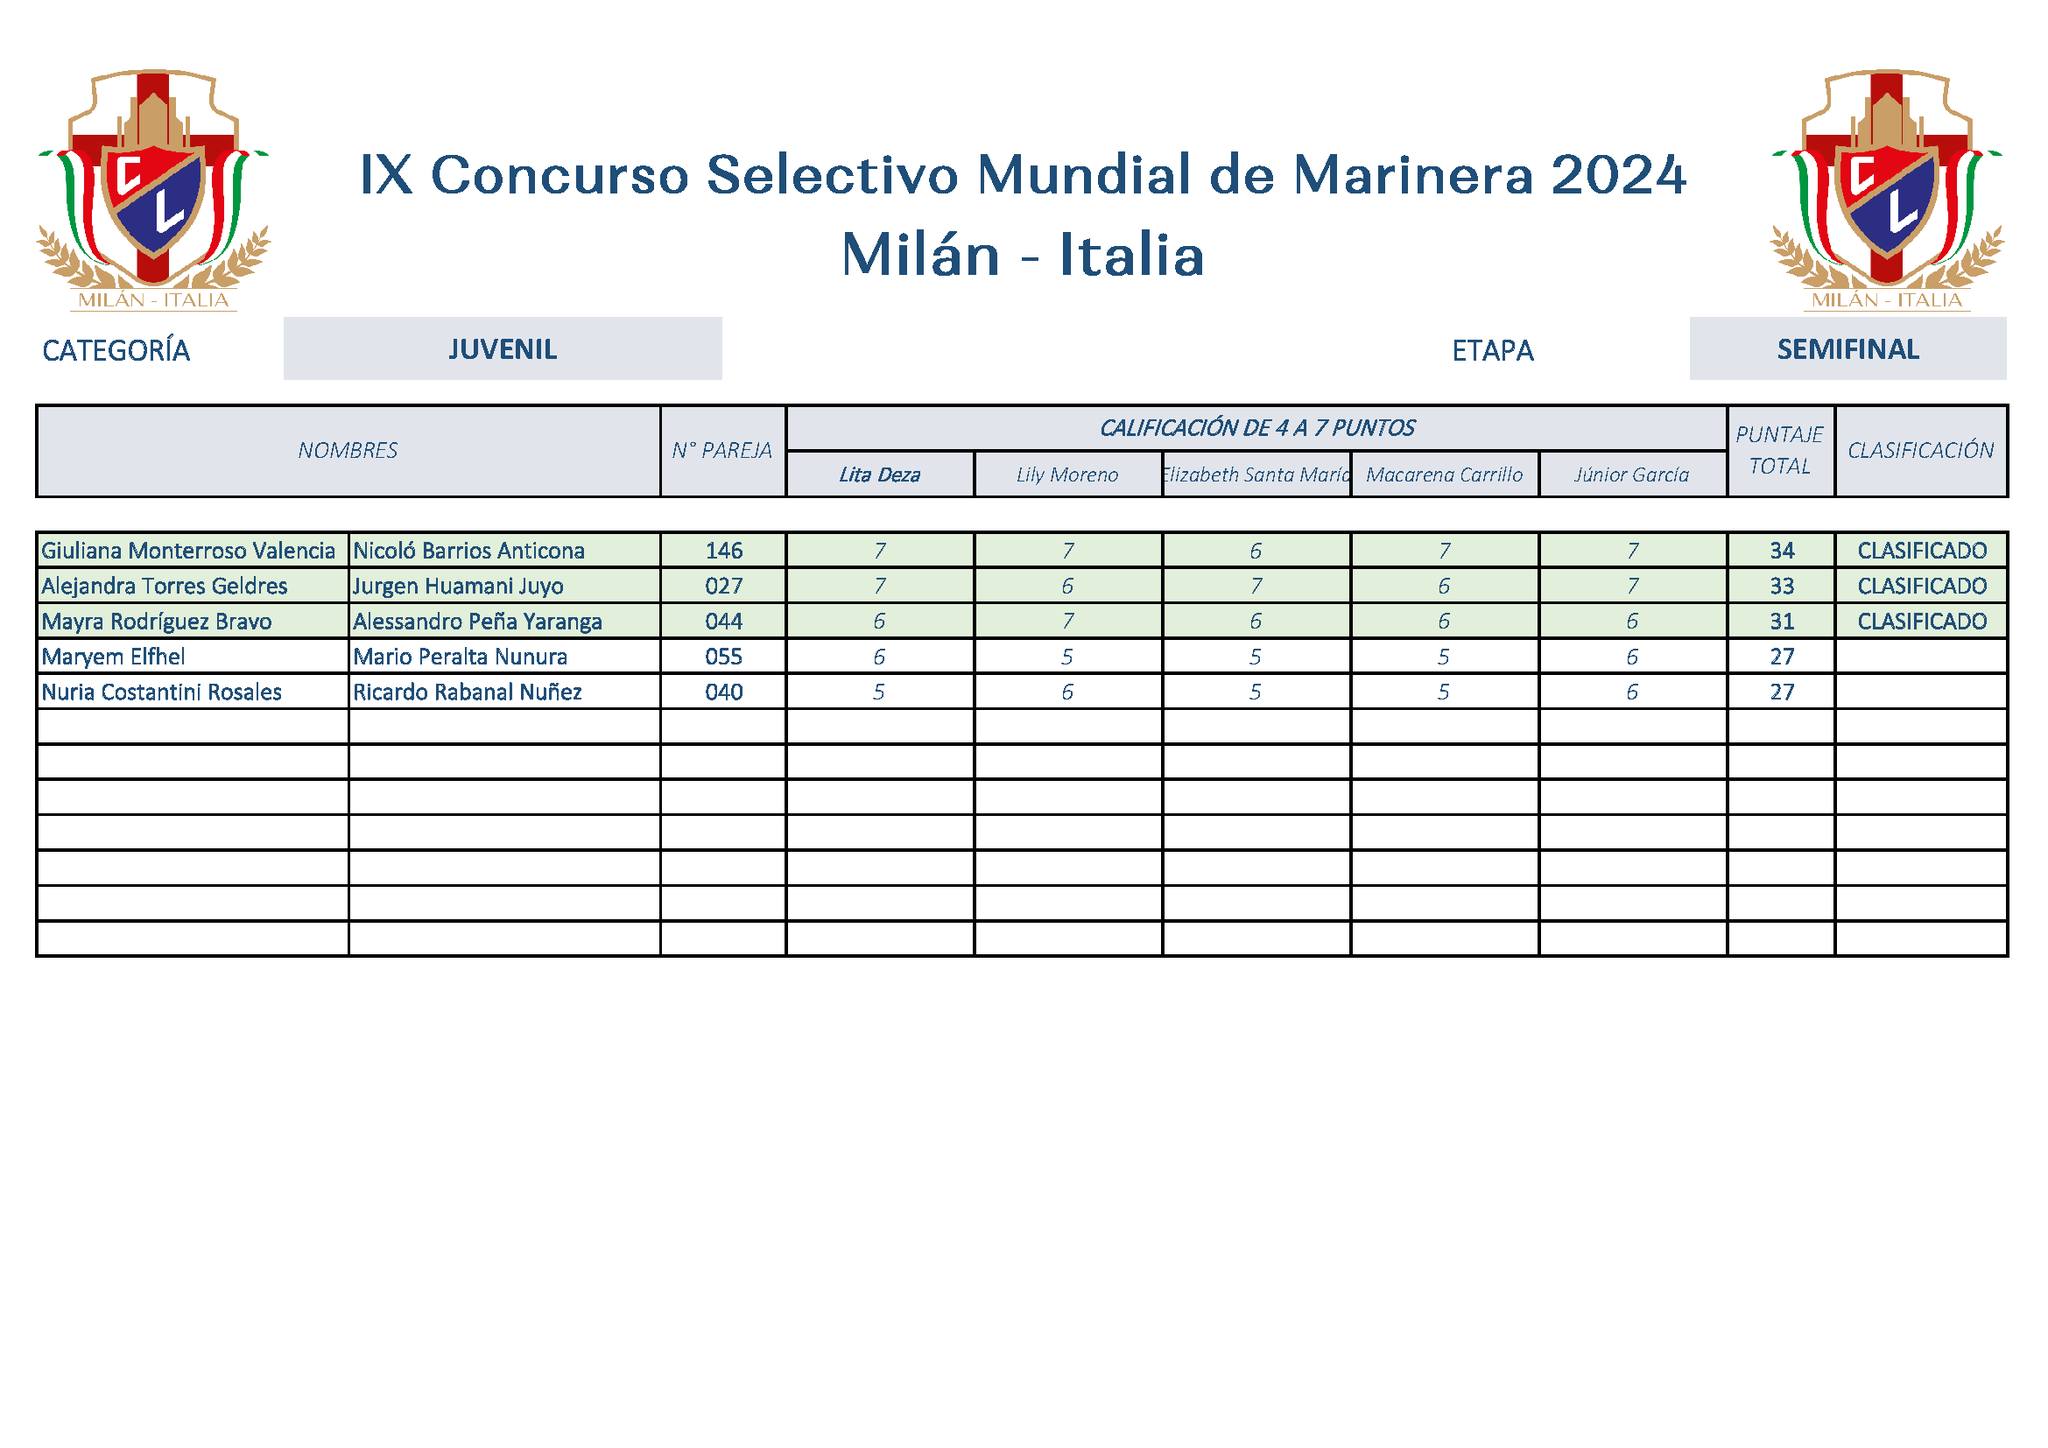 IX Concurso Selectivo Mundial de Marinera 2024
Milán - Italia
CL
MILÁN - ITALIA
CL
MILÁN - ITALIA
CATEGORÍA JUVENIL ETAPA SEMIFINAL
NOMBRES N° PAREJA CALIFICACIÓN DE 4 A 7 PUNTOS PUNTAJE TOTAL CLASIFICACIÓN
Lita Deza Lily Moreno Elizabeth Santa María Macarena Carrillo Júnior García
Giuliana Monterroso Valencia Nicoló Barrios Anticona 146 7 7 6 7 7 34 CLASIFICADO
Alejandra Torres Geldres Jurgen Huamani Juyo 027 7 6 7 6 7 33 CLASIFICADO
Mayra Rodríguez Bravo Alessandro Peña Yaranga 044 6 7 6 6 6 31 CLASIFICADO
Maryem Elfhel Mario Peralta Nunura 055 6 5 5 5 6 27
Nuria Costantini Rosales Ricardo Rabanal Nuñez 040 5 6 5 5 6 27